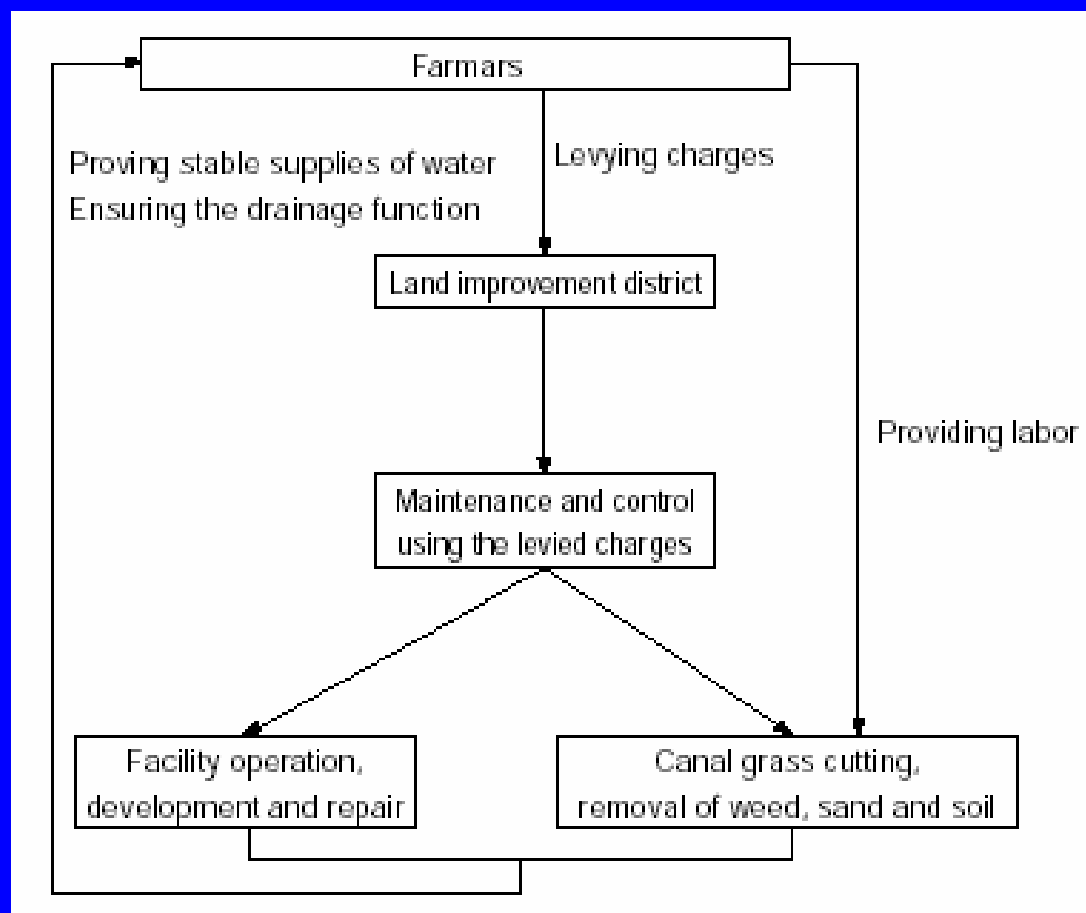 Farmars
Proving stable supplies of water
Ensuring the drainage function
Levying charges
Land improvement district
Providing labor
Maintenance and control
using the levied charges
Facility operation,
development and repair
Canal grass cutting,
removal of weed, sand and soil